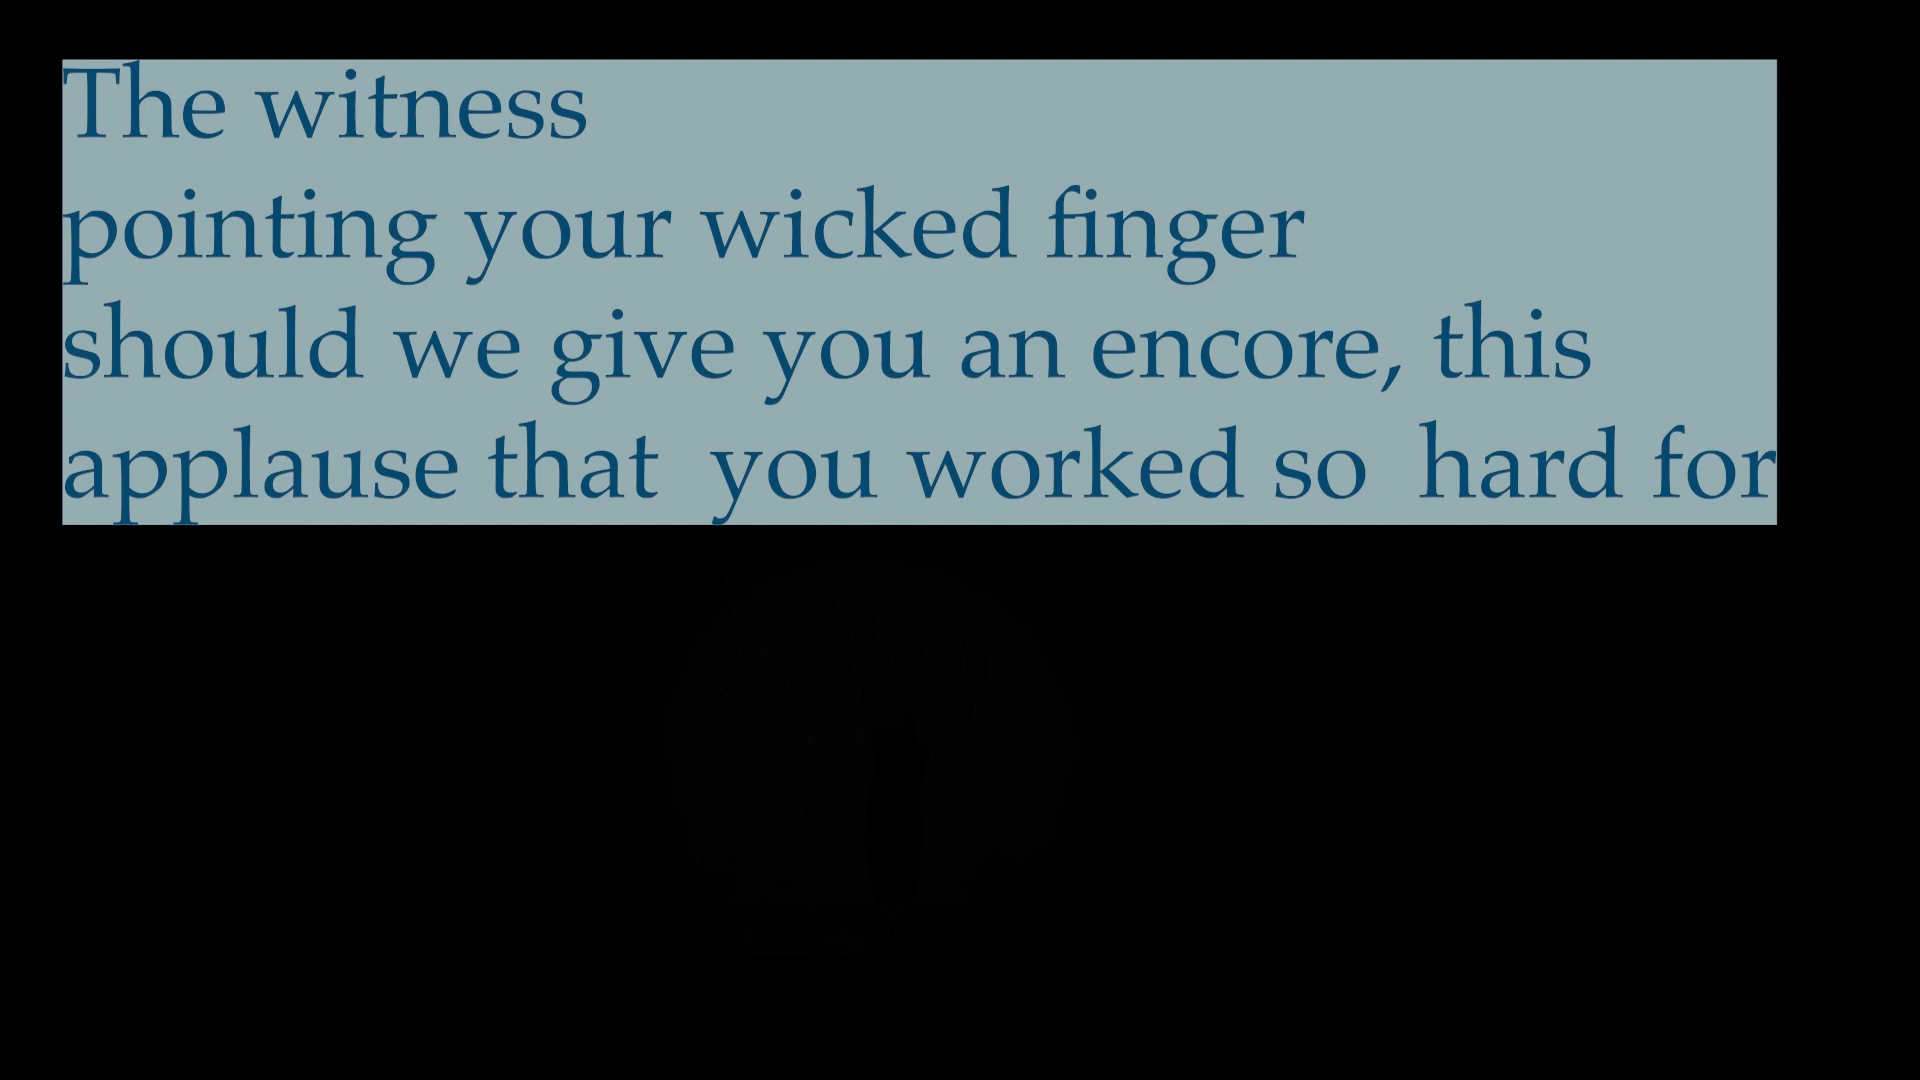 The witness
pointing your wicked finger
should we give you an encore, this
applause that  you worked so  hard for